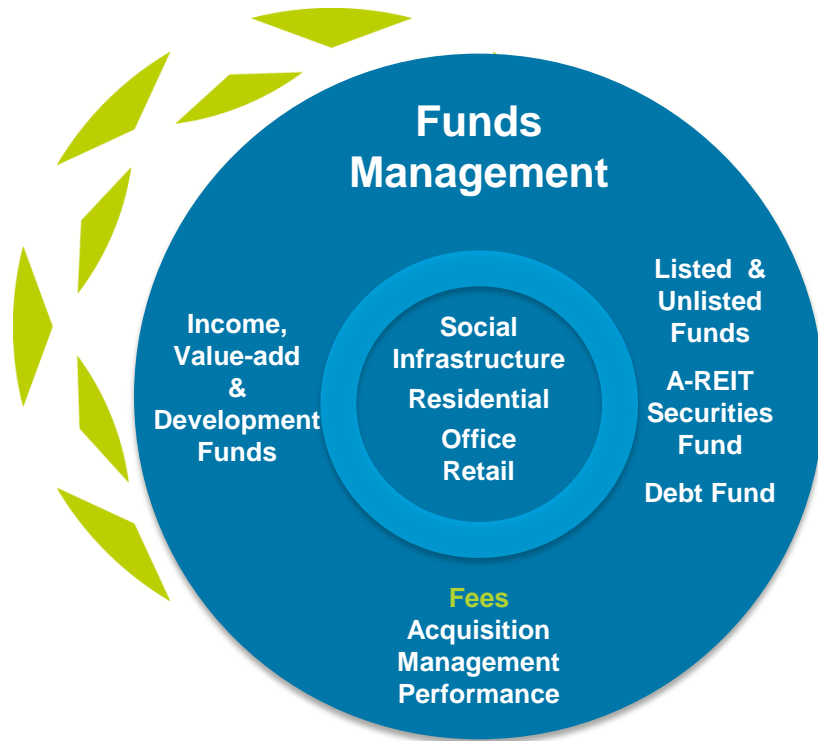 Funds
Management
Income,
Value-add
&
Development
Funds
Social
Infrastructure
Residential
Office
Retail
Listed &
Unlisted
Funds
A-REIT
Securities
Fund
Debt Fund
Fees
Acquisition
Management
Performance